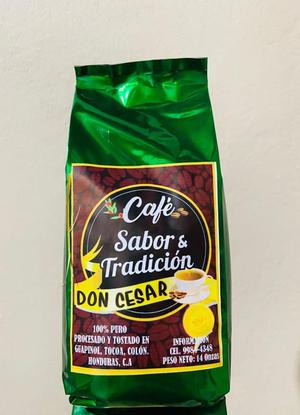 Café
Sabor &
Tradición
DON CESAR
100% PURO
PROCESADO Y TOSTADO EN
GUAPINOL, TOCOA, COLÓN.
HONDURAS, C.A
INFORMACIÓN
CEL. 9984-4348
PESO NETO: 14 Onzas